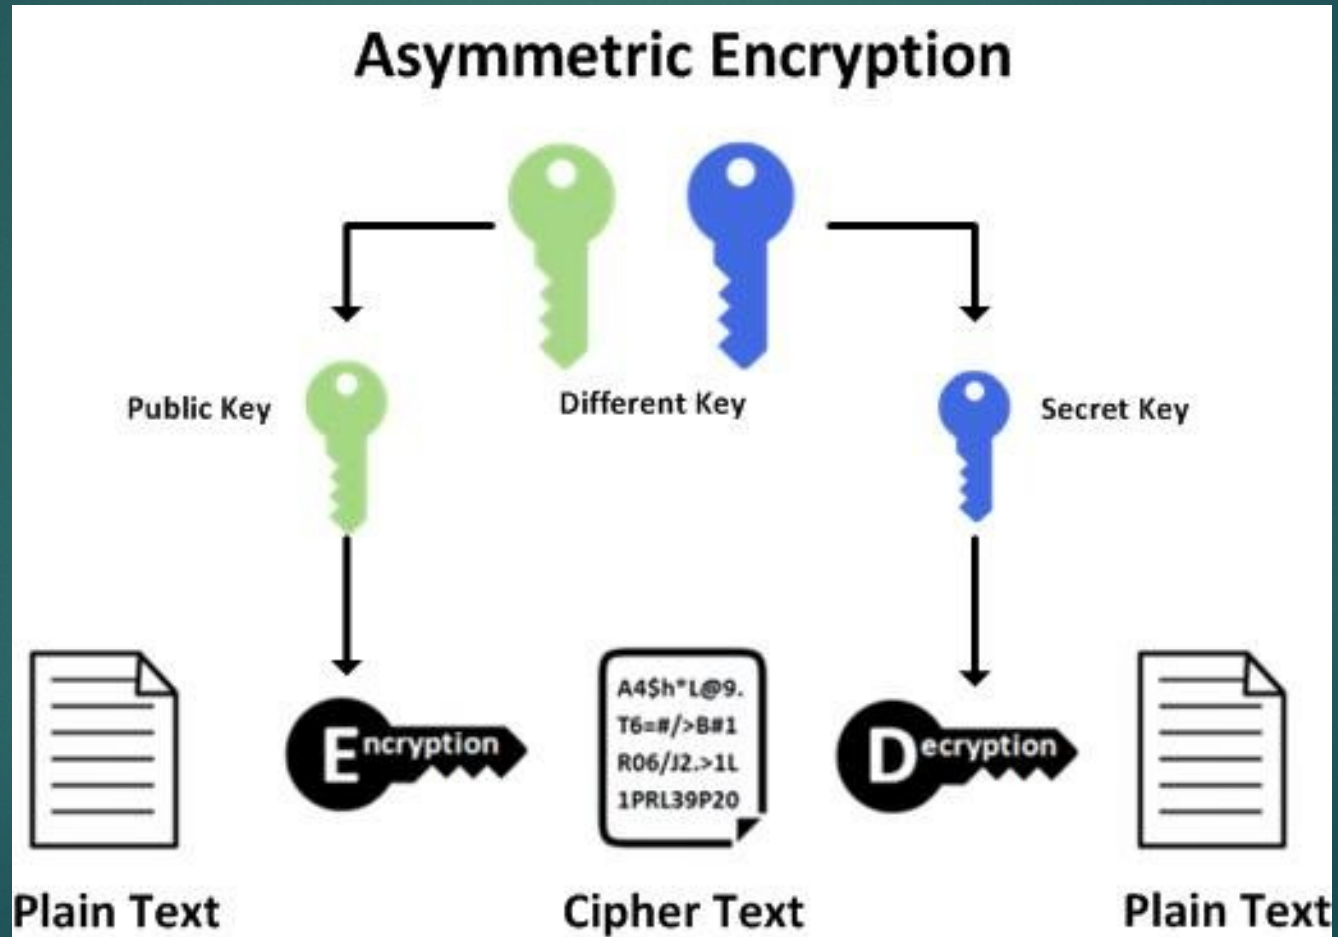 Asymmetric Encryption
Public Key
Different Key
Secret Key
Encryption
A4$h*L@9.
T6=#/>B#1
R06/J2.>1L
1PRL39P20
Decryption
Plain Text
Cipher Text
Plain Text